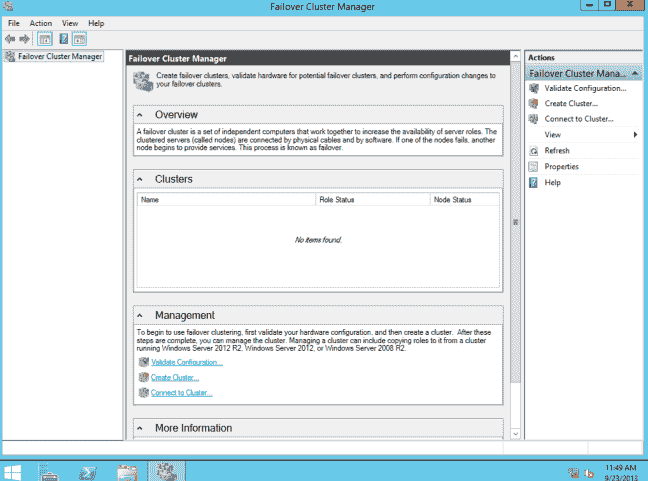 Failover Cluster Manager
File Action View Help
Failover Cluster Manager
Failover Cluster Manager
Create failover clusters, validate hardware for potential failover clusters, and perform configuration changes to
your failover clusters.
Overview
A failover cluster is a set of independent computers that work together to increase the availability of server roles. The
clustered servers (called nodes) are connected by physical cables and by software. If one of the nodes fails, another
node begins to provide services. This process is known as failover.
Clusters
Name Role Status Node Status
No items found.
Management
To begin to use failover clustering, first validate your hardware configuration, and then create a cluster. After these
steps are complete, you can manage the cluster. Managing a cluster can include copying roles to it from a cluster
running Windows Server 2012 R2, Windows Server 2012, or Windows Server 2008 R2.
Validate Configuration...
Create Cluster...
Connect to Cluster...
More Information
Actions
Failover Cluster Mana...
Validate Configuration...
Create Cluster...
Connect to Cluster...
View
Refresh
Properties
Help
11:49 AM